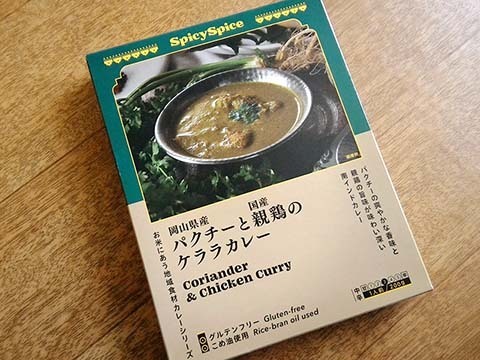 SpicySpice
パクチーの爽やかな香味と
親鶏の旨味が味わい深い
南インドカレー
岡山県産
国産
パクチーと親鶏の
ケララカレー
Coriander
& Chicken Curry
お米にあう地域食材カレーシリーズ
グルテンフリー Gluten-free
こめ油使用 Rice-bran oil used
中辛
1人前/200g